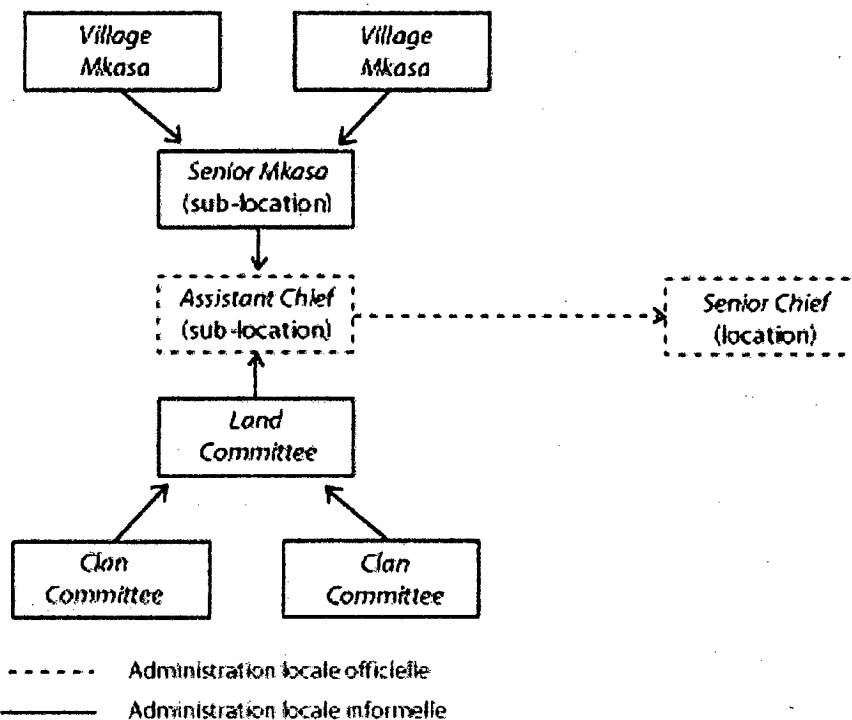 Village
Mkasa
Village
Mkasa
Senior Mkasa
(sub-location)
Assistant Chief
(sub-location)
Senior Chief
(location)
Land
Committee
Clan
Committee
Clan
Committee
Administration locale officielle
Administration locale informelle